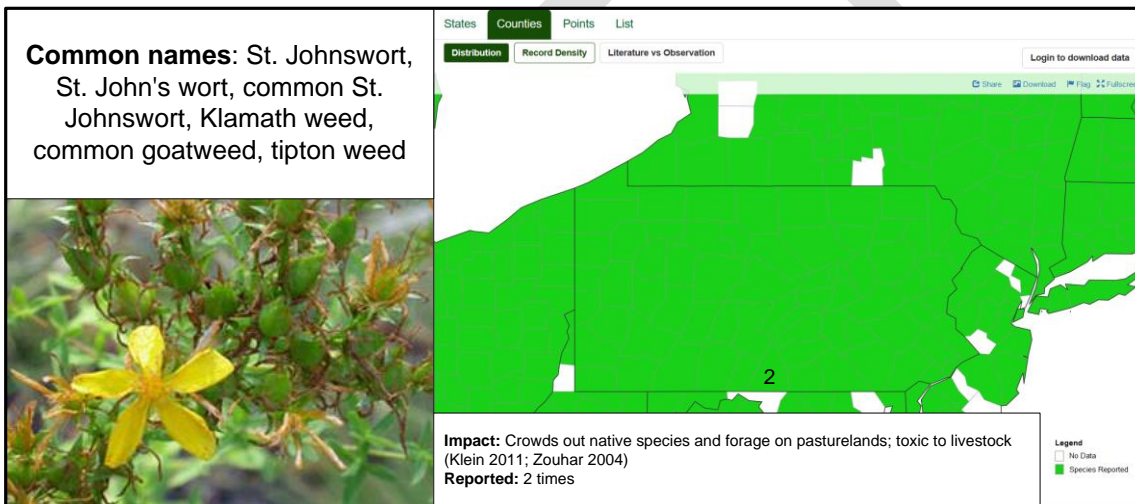 Common names: St. Johnswort,
St. John's wort, common St.
Johnswort, Klamath weed,
common goatweed, tipton weed
States Counties Points List
Distribution Record Density Literature vs Observation
Login to download data
Share Download Flag Fullscreen
2
Impact: Crowds out native species and forage on pasturelands; toxic to livestock
(Klein 2011; Zouhar 2004)
Reported: 2 times
Legend
No Data
Species Reported